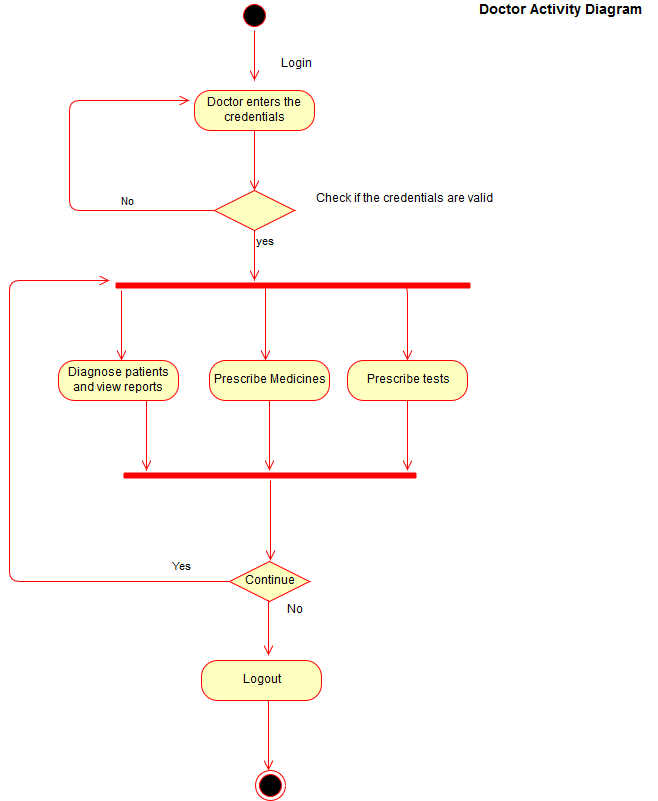 Doctor Activity Diagram
Login
Doctor enters the
credentials
No
Check if the credentials are valid
yes
Diagnose patients
and view reports
Prescribe Medicines
Prescribe tests
Yes
Continue
No
Logout